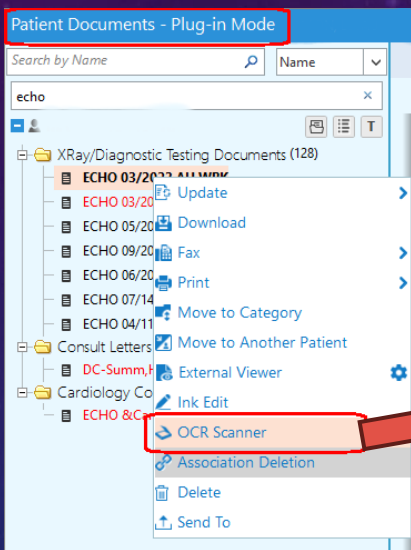 Patient Documents - Plug-in Mode
Search by Name
Name
echo
T
XRay/Diagnostic Testing Documents (128)
ECHO 03/2023 AU WRK
ECHO 03/20
ECHO 05/20
ECHO 09/20
ECHO 06/20
ECHO 07/14
ECHO 04/11
Consult Letters
DC-Summ,H
Cardiology Co
ECHO &Ca
Update
Download
Fax
Print
Move to Category
Move to Another Patient
External Viewer
Ink Edit
OCR Scanner
Association Deletion
Delete
Send To